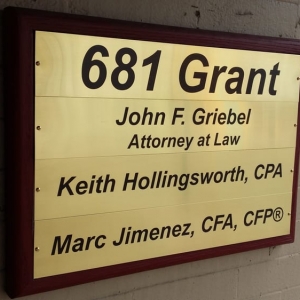 681 Grant
John F. Griebel
Attorney at Law
Keith Hollingsworth, CPA
Marc Jimenez, CFA, CFP®